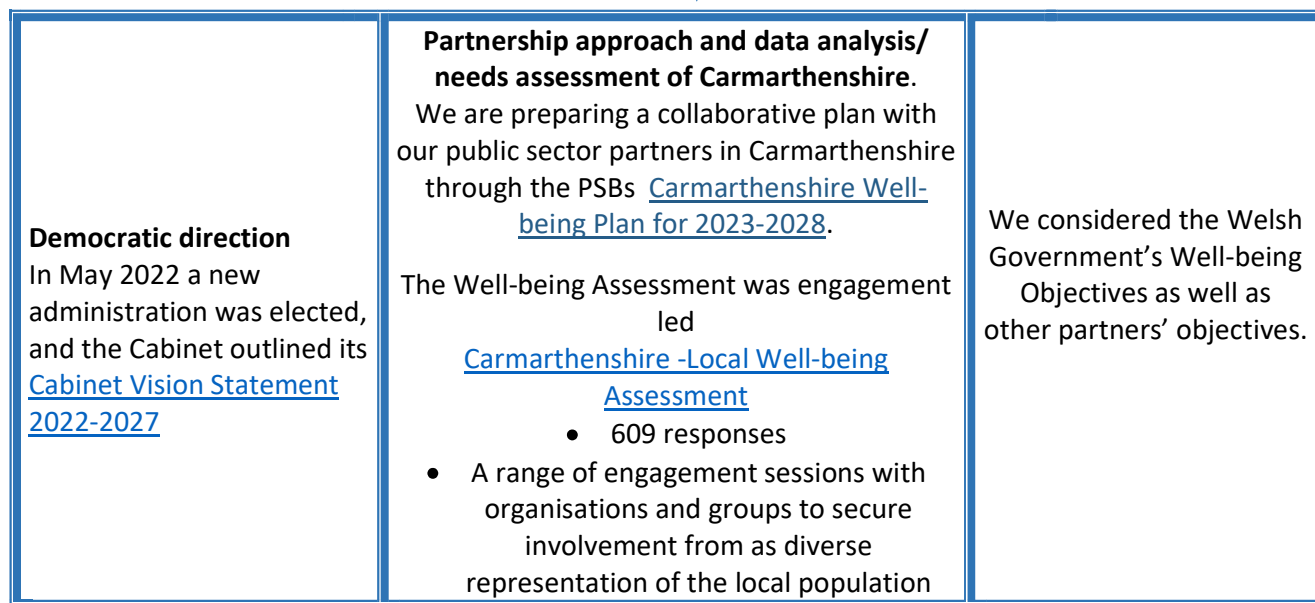 Democratic direction
In May 2022 a new
administration was elected,
and the Cabinet outlined its
Cabinet Vision Statement
2022-2027
Partnership approach and data analysis/
needs assessment of Carmarthenshire.
We are preparing a collaborative plan with
our public sector partners in Carmarthenshire
through the PSBs  Carmarthenshire Well-
being Plan for 2023-2028.
The Well-being Assessment was engagement
led
Carmarthenshire -Local Well-being
Assessment
• 609 responses
• A range of engagement sessions with
organisations and groups to secure
involvement from as diverse
representation of the local population
We considered the Welsh
Government’s Well-being
Objectives as well as
other partners’ objectives.